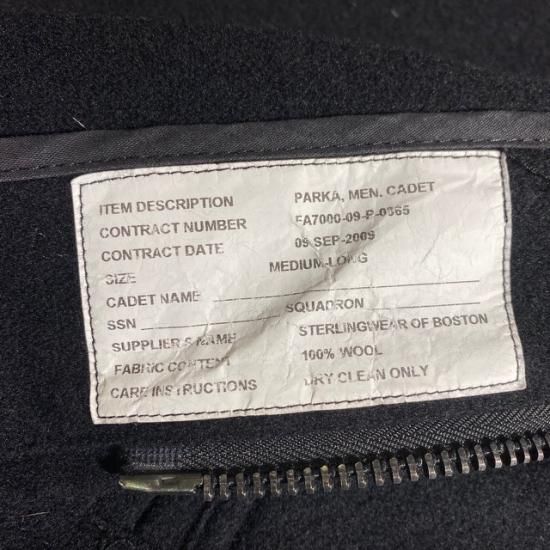 ITEM DESCRIPTION PARKA, MEN. CADET
CONTRACT NUMBER FA7000-09-P-0365
CONTRACT DATE 09-SEP-2009
SIZE MEDIUM-LONG
CADET NAME
SSN SQUADRON
SUPPLIER'S NAME STERLINGWEAR OF BOSTON
FABRIC CONTENT 100% WOOL
CARE INSTRUCTIONS DRY CLEAN ONLY